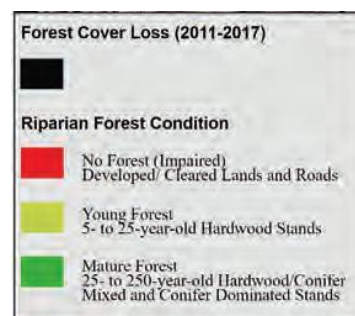 Forest Cover Loss (2011-2017)
Riparian Forest Condition
No Forest (Impaired)
Developed/ Cleared Lands and Roads
Young Forest
5- to 25-year-old Hardwood Stands
Mature Forest
25- to 250-year-old Hardwood/Conifer
Mixed and Conifer Dominated Stands